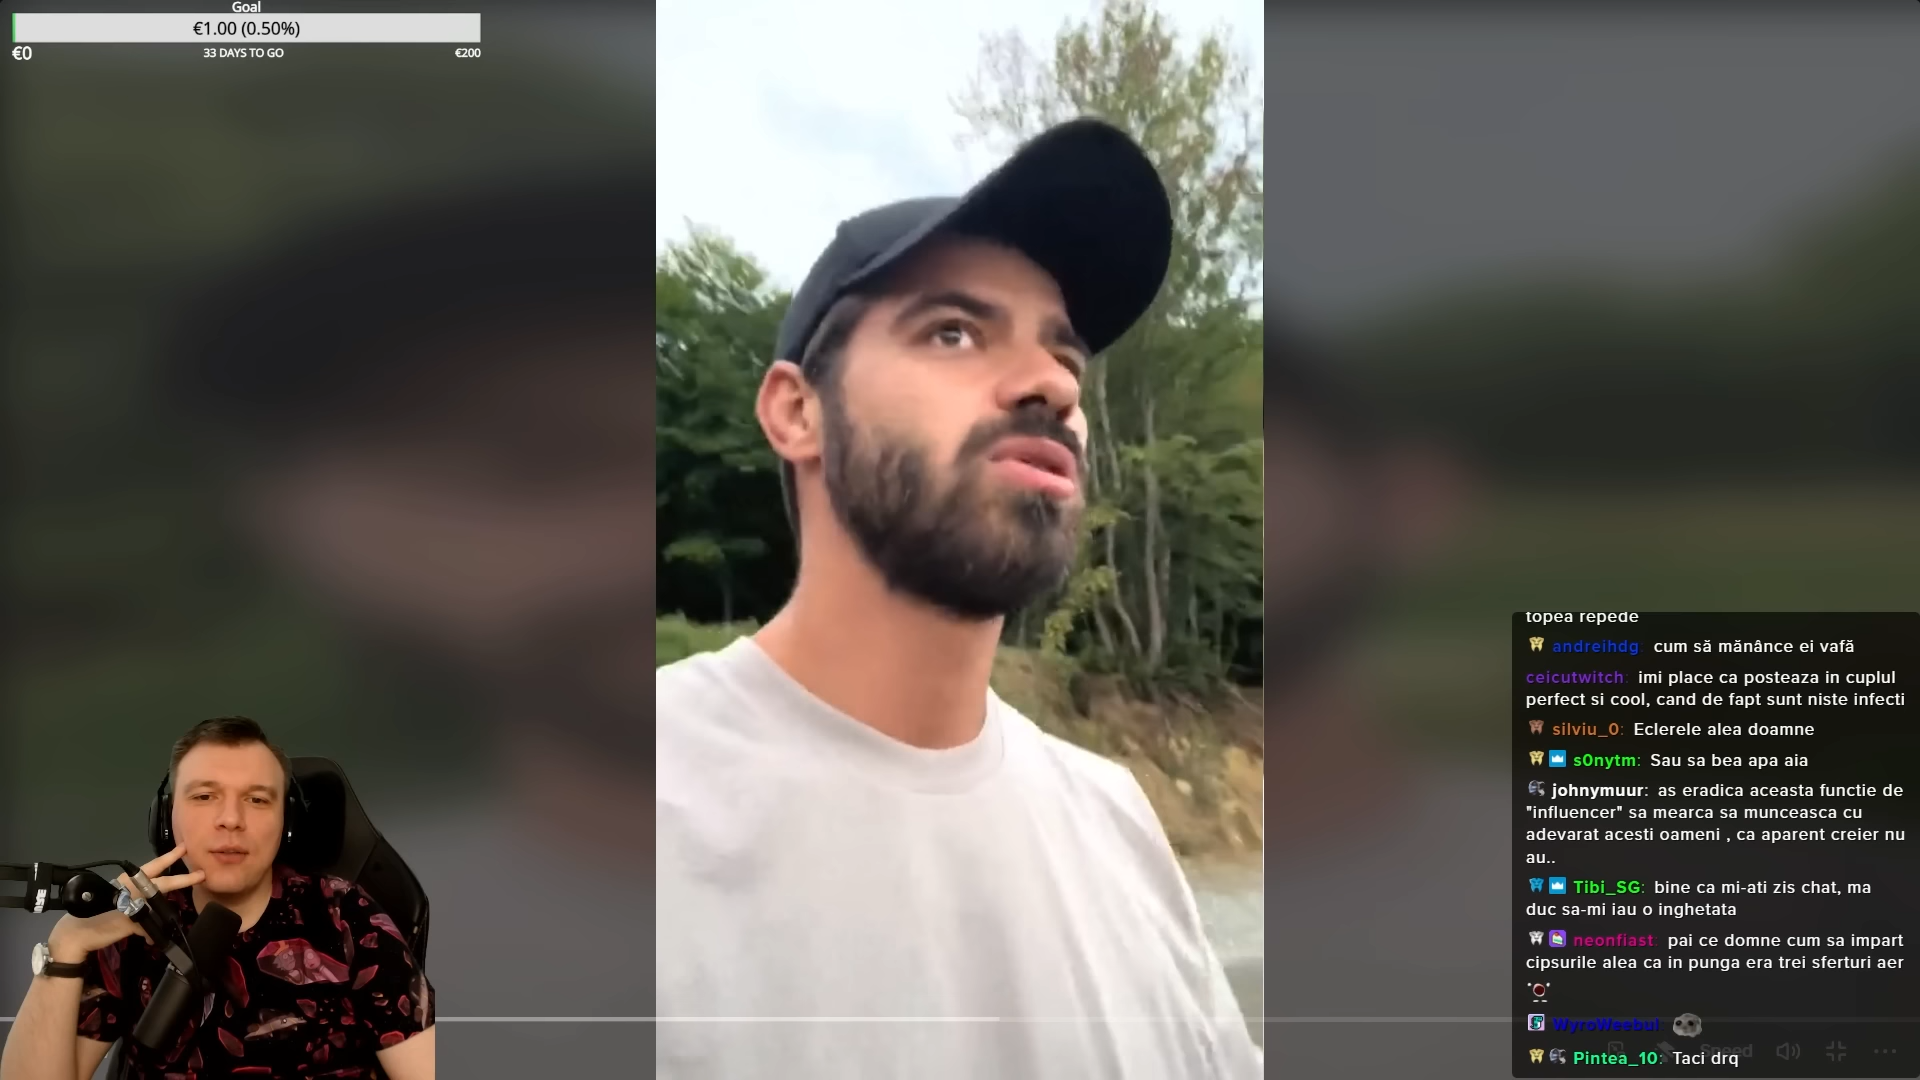 Goal
€1.00 (0.50%)
€0
33 DAYS TO GO
€200
topea repede
andreihdg: cum să mănânce ei vafă
ceicutwitch: imi place ca posteaza in cuplul
perfect si cool, cand de fapt sunt niste infecti
silviu_0: Eclerele alea doamne
s0nytm: Sau sa bea apa aia
johnymuur: as eradica aceasta functie de
"influencer" sa mearca sa munceasca cu
adevarat acesti oameni , ca aparent creier nu
au..
Tibi_SG: bine ca mi-ati zis chat, ma
duc sa-mi iau o inghetata
neonfiast: pai ce domne cum sa impart
cipsurile alea ca in punga era trei sferturi aer
WyroWeebul:
Speed
Pintea_10: Taci drq